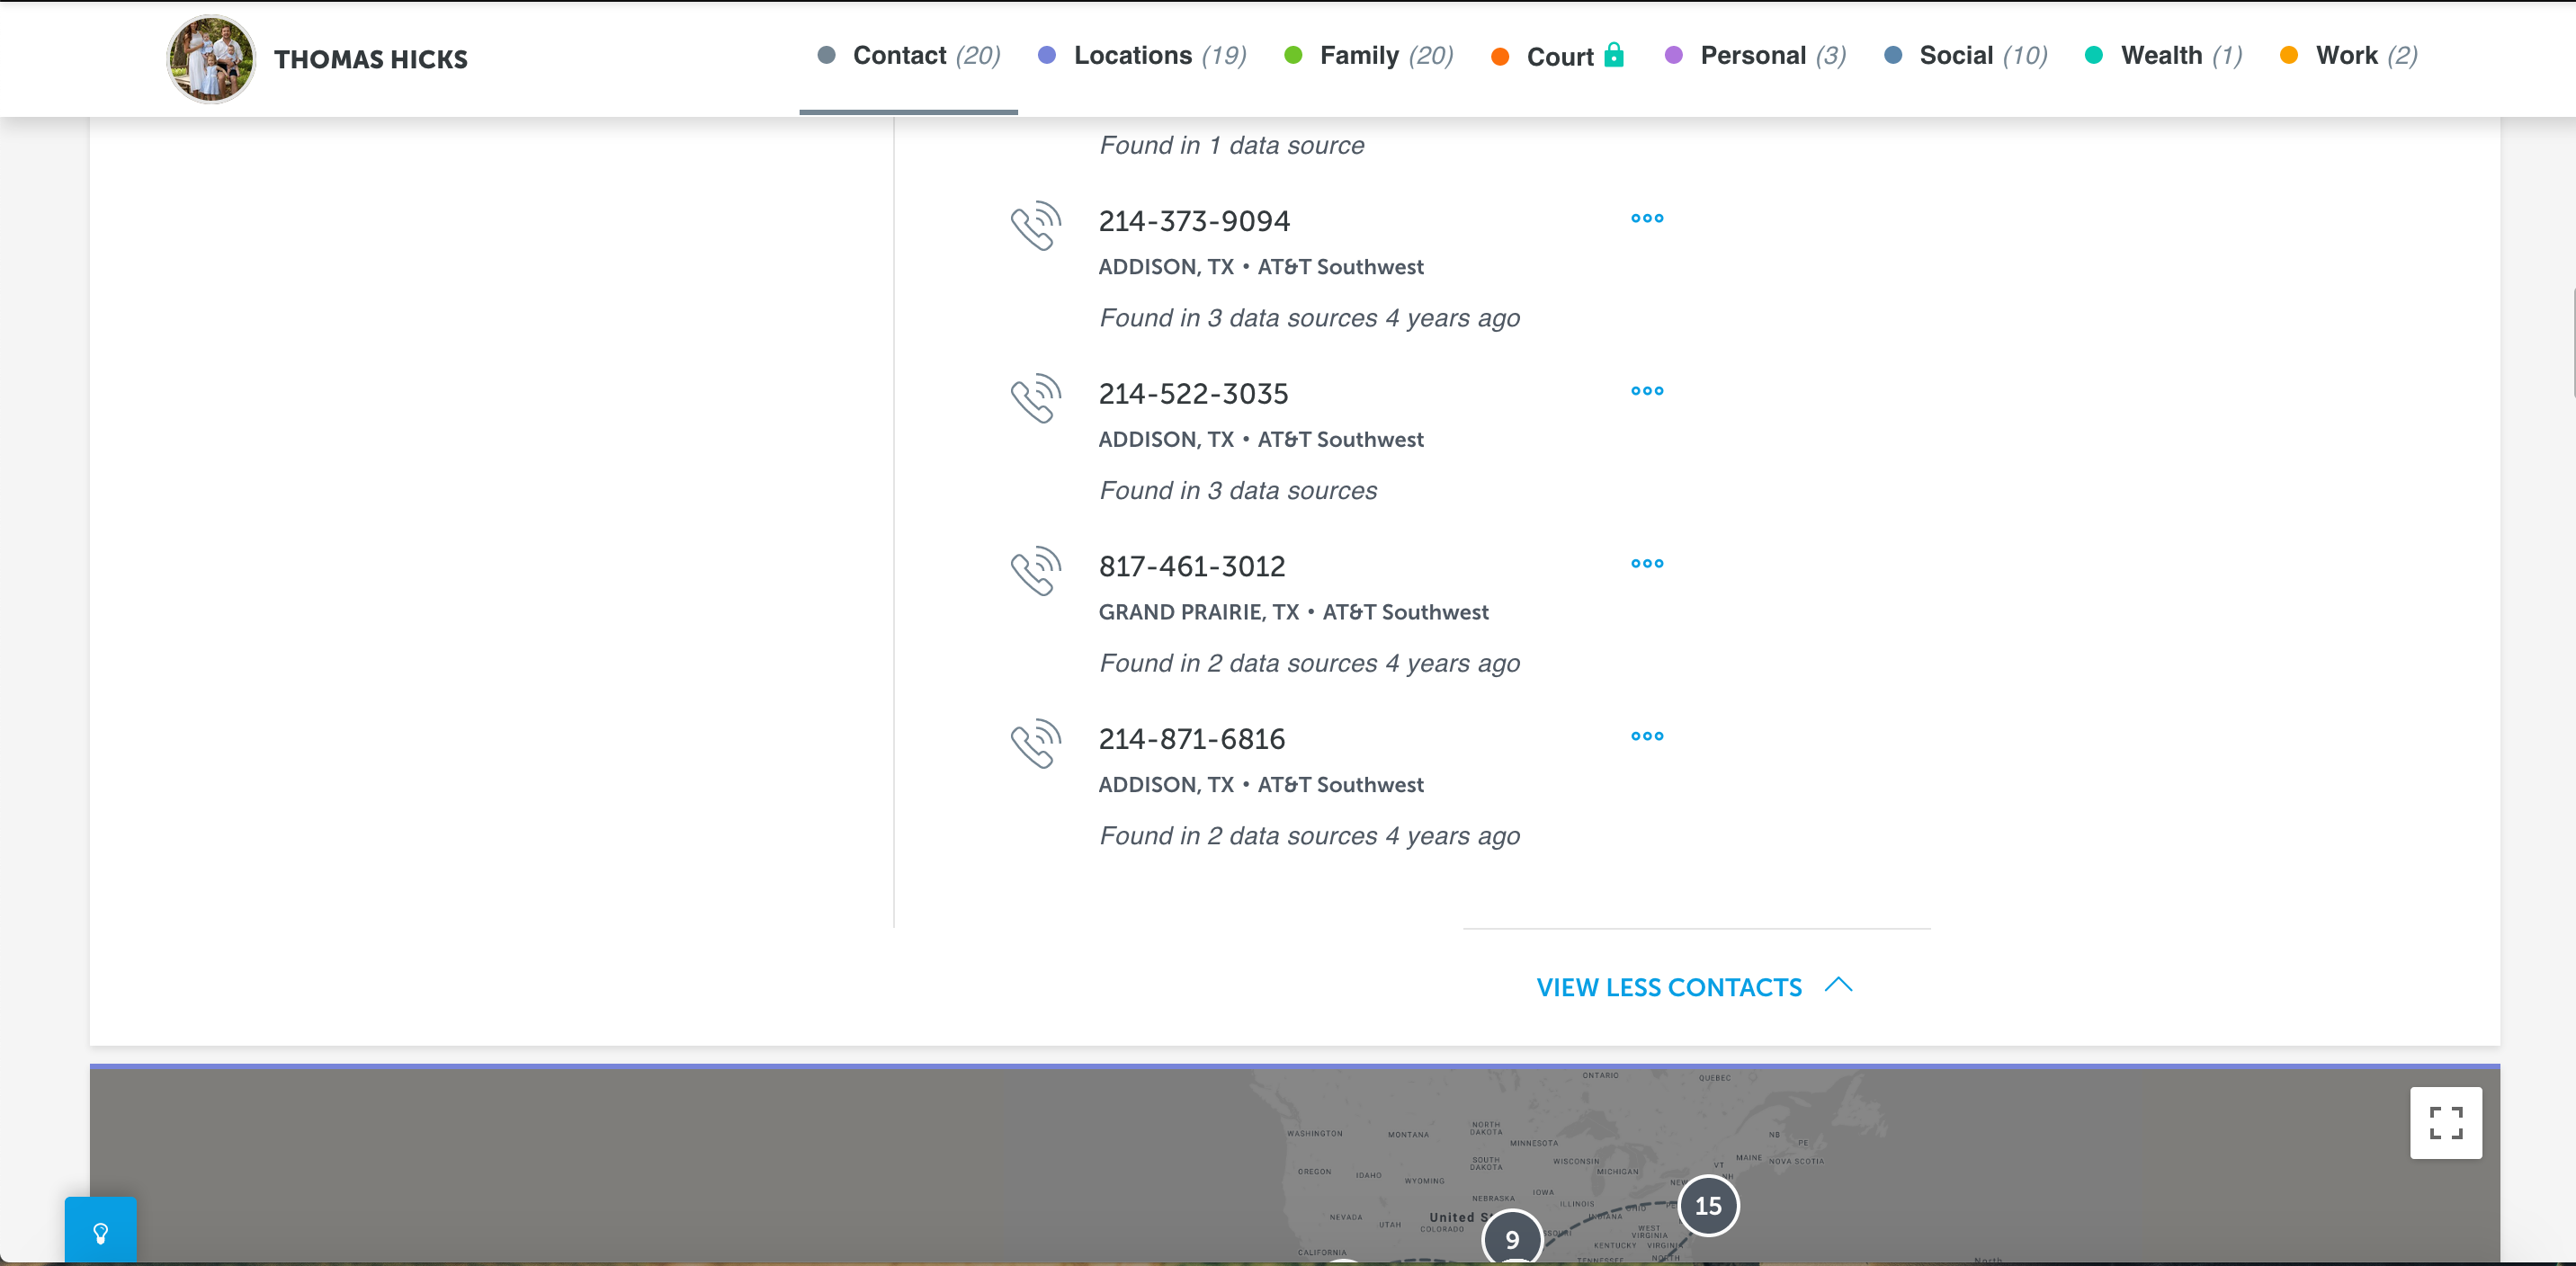 THOMAS HICKS
Contact (20)
Locations (19)
Family (20)
Court
Personal (3)
Social (10)
Wealth (1)
Work (2)
Found in 1 data source
214-373-9094
ADDISON, TX • AT&T Southwest
Found in 3 data sources 4 years ago
214-522-3035
ADDISON, TX • AT&T Southwest
Found in 3 data sources
817-461-3012
GRAND PRAIRIE, TX • AT&T Southwest
Found in 2 data sources 4 years ago
214-871-6816
ADDISON, TX • AT&T Southwest
Found in 2 data sources 4 years ago
VIEW LESS CONTACTS
ONTARIO
QUEBEC
WASHINGTON
MONTANA
NORTH
DAKOTA
MINNESOTA
NB
PE
OREGON
IDAHO
WYOMING
SOUTH
DAKOTA
WISCONSIN
MICHIGAN
VT
MAINE
NOVA SCOTIA
NH
NEBRASKA
IOWA
ILLINOIS
INDIANA
OHIO
15
NEVADA
UTAH
COLORADO
United S
9
WEST
VIRGINIA
KENTUCKY
VIRGINIA
CALIFORNIA
TENNESSEE
NORTH
North